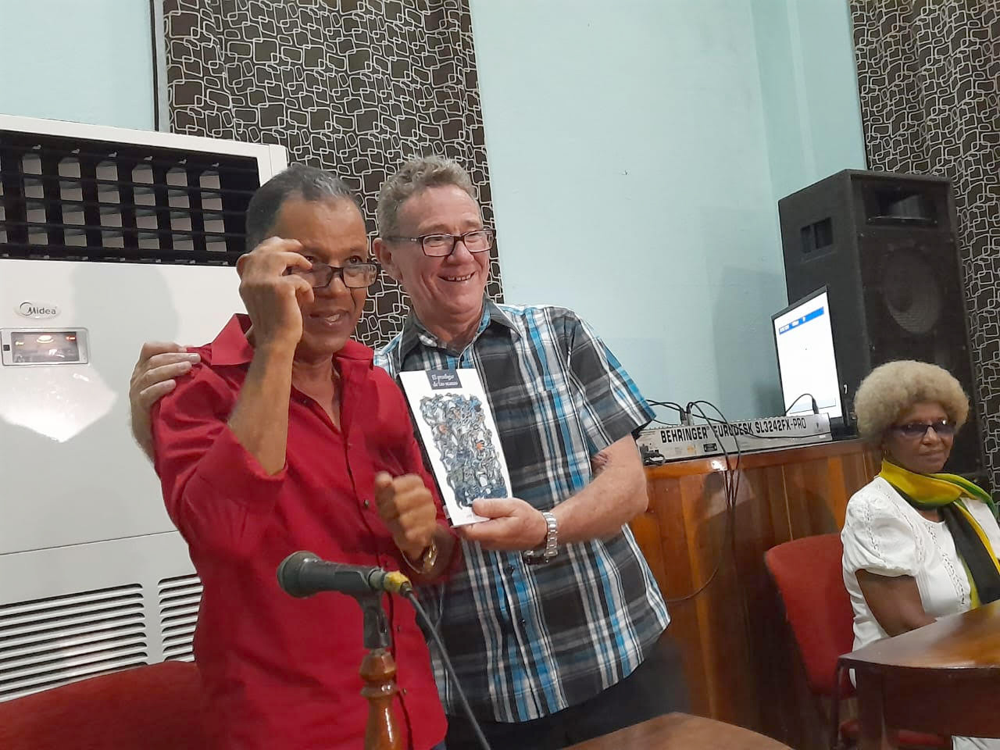 Midea
El prodigio
de las manos
BEHRINGER EURODESK SL3242FX-PRO